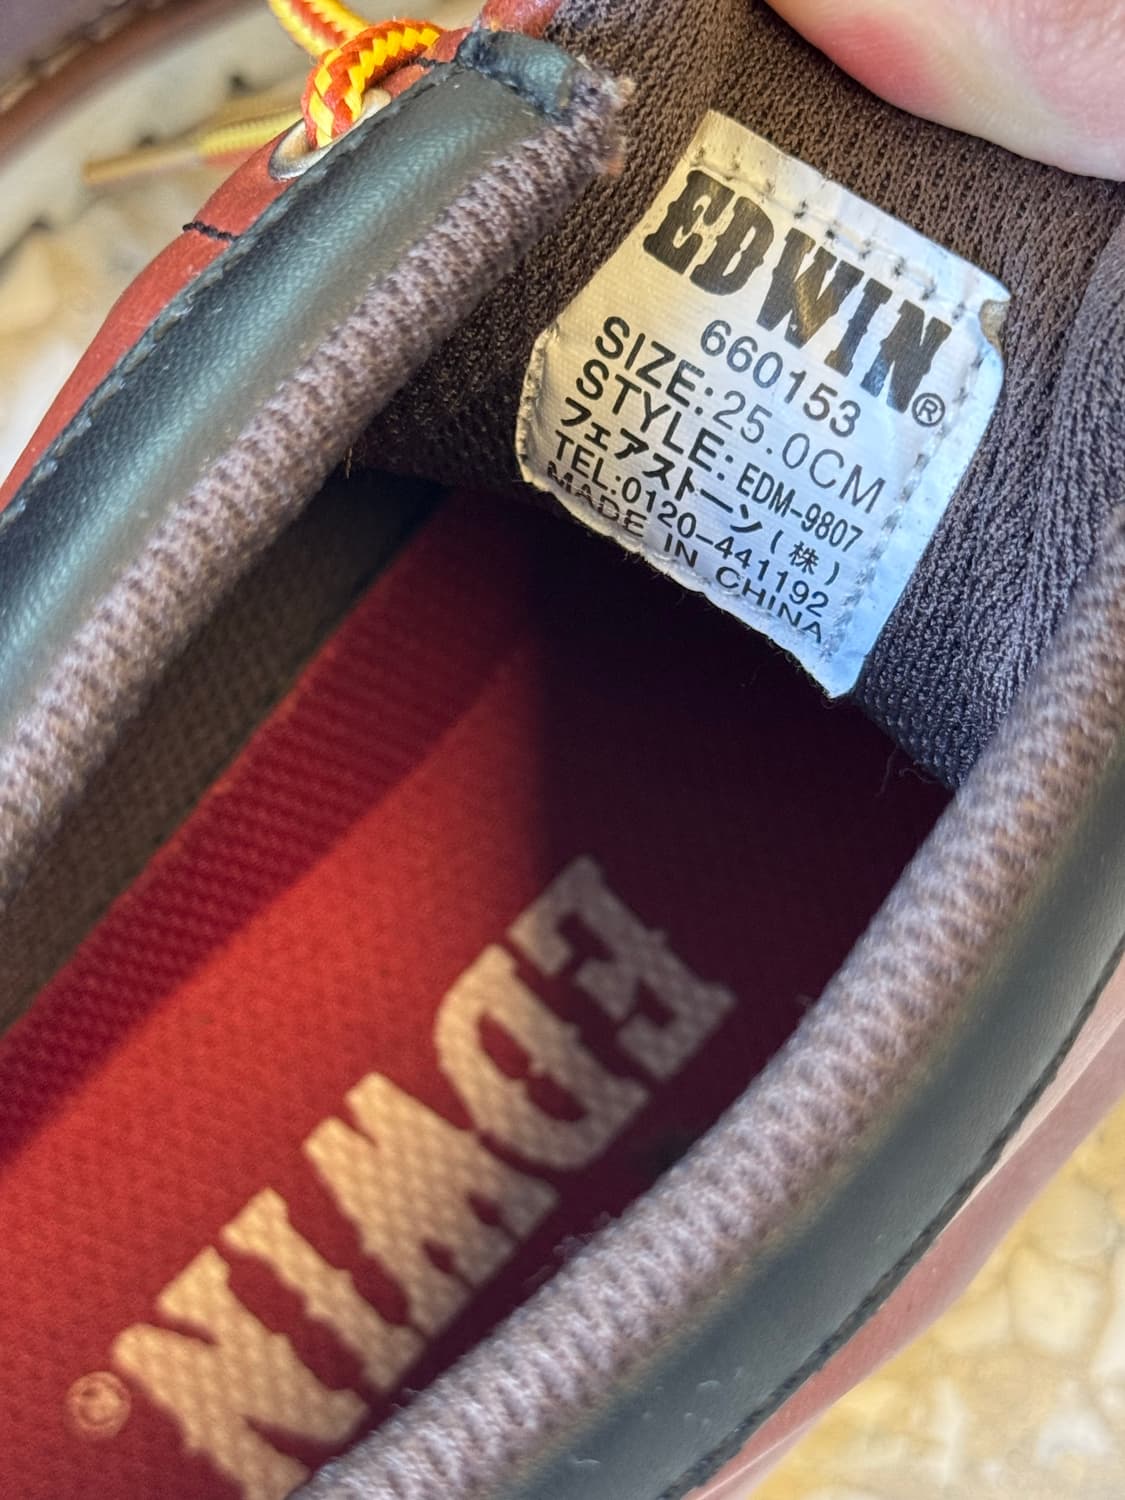 EDWIN®
660153
SIZE: 25.0CM
STYLE: EDM-9807
フェアストーン(株)
TEL:0120-441192
MADE IN CHINA
EDWIN®